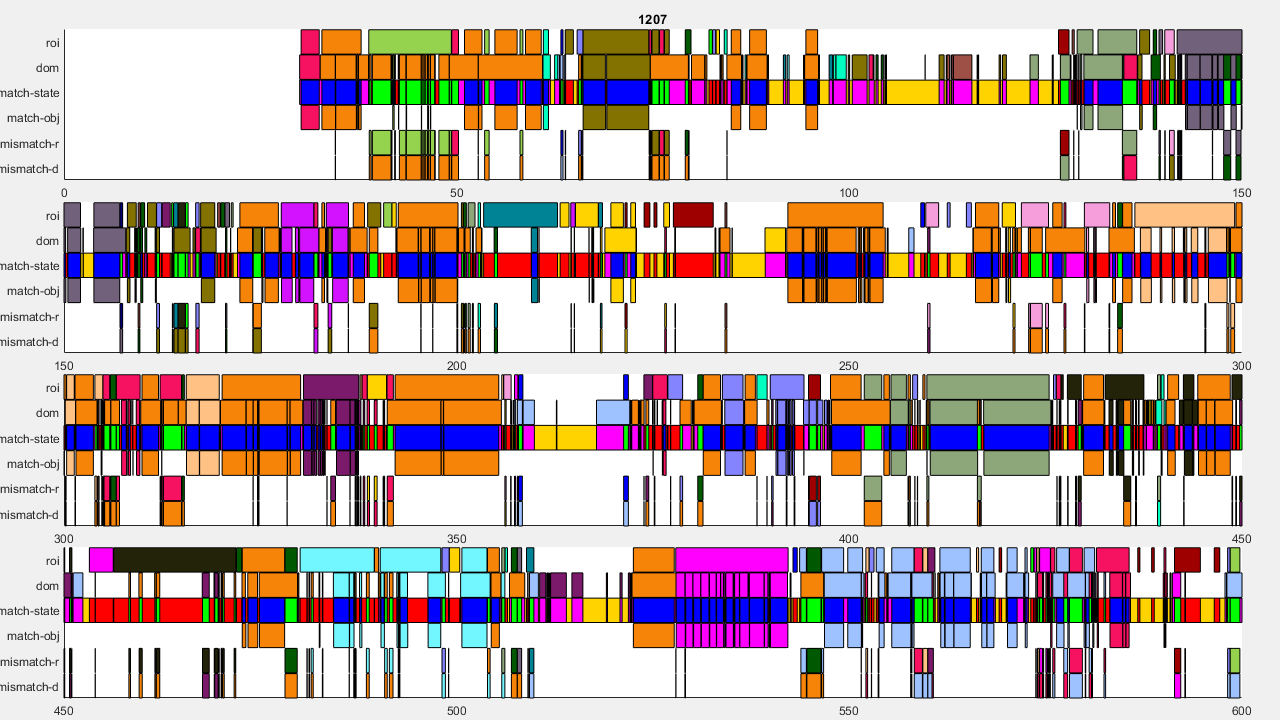 1207
roi
dom
match-state
match-obj
mismatch-r
mismatch-d
0 50 100 150
roi
dom
match-state
match-obj
mismatch-r
mismatch-d
150 200 250 300
roi
dom
match-state
match-obj
mismatch-r
mismatch-d
300 350 400 450
roi
dom
match-state
match-obj
mismatch-r
mismatch-d
450 500 550 600